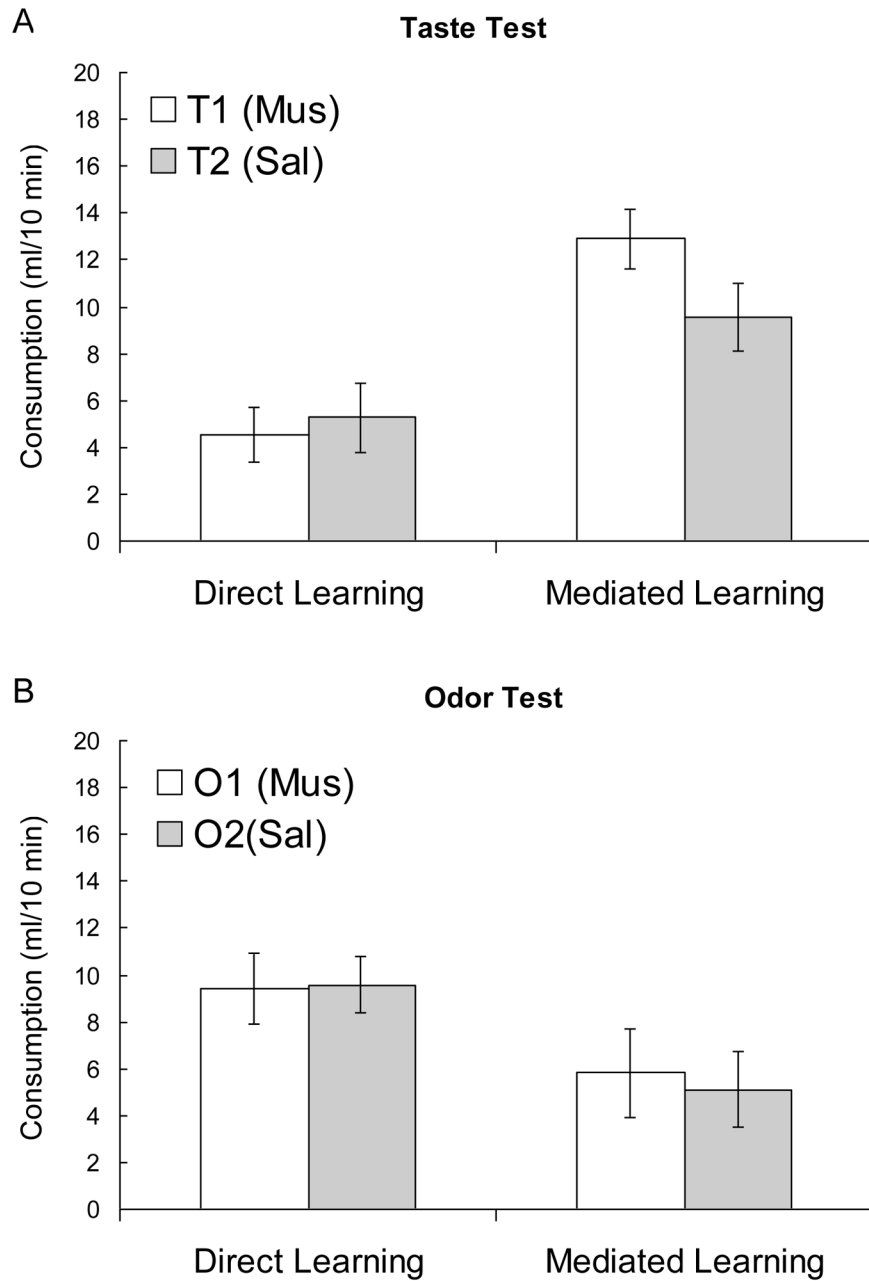 A
Taste Test
20
18
16
14
12
10
8
6
4
2
0
Consumption (ml/10 min)
T1 (Mus)
T2 (Sal)
Direct Learning
Mediated Learning
B
Odor Test
20
18
16
14
12
10
8
6
4
2
0
Consumption (ml/10 min)
O1 (Mus)
O2(Sal)
Direct Learning
Mediated Learning